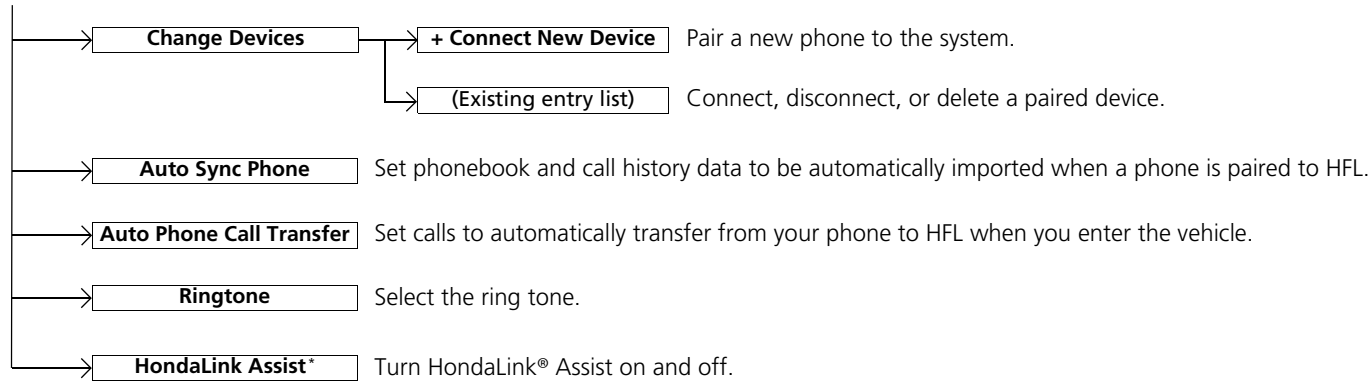 Change Devices + Connect New Device Pair a new phone to the system.
(Existing entry list) Connect, disconnect, or delete a paired device.
Auto Sync Phone Set phonebook and call history data to be automatically imported when a phone is paired to HFL.
Auto Phone Call Transfer Set calls to automatically transfer from your phone to HFL when you enter the vehicle.
Ringtone Select the ring tone.
HondaLink Assist* Turn HondaLink® Assist on and off.